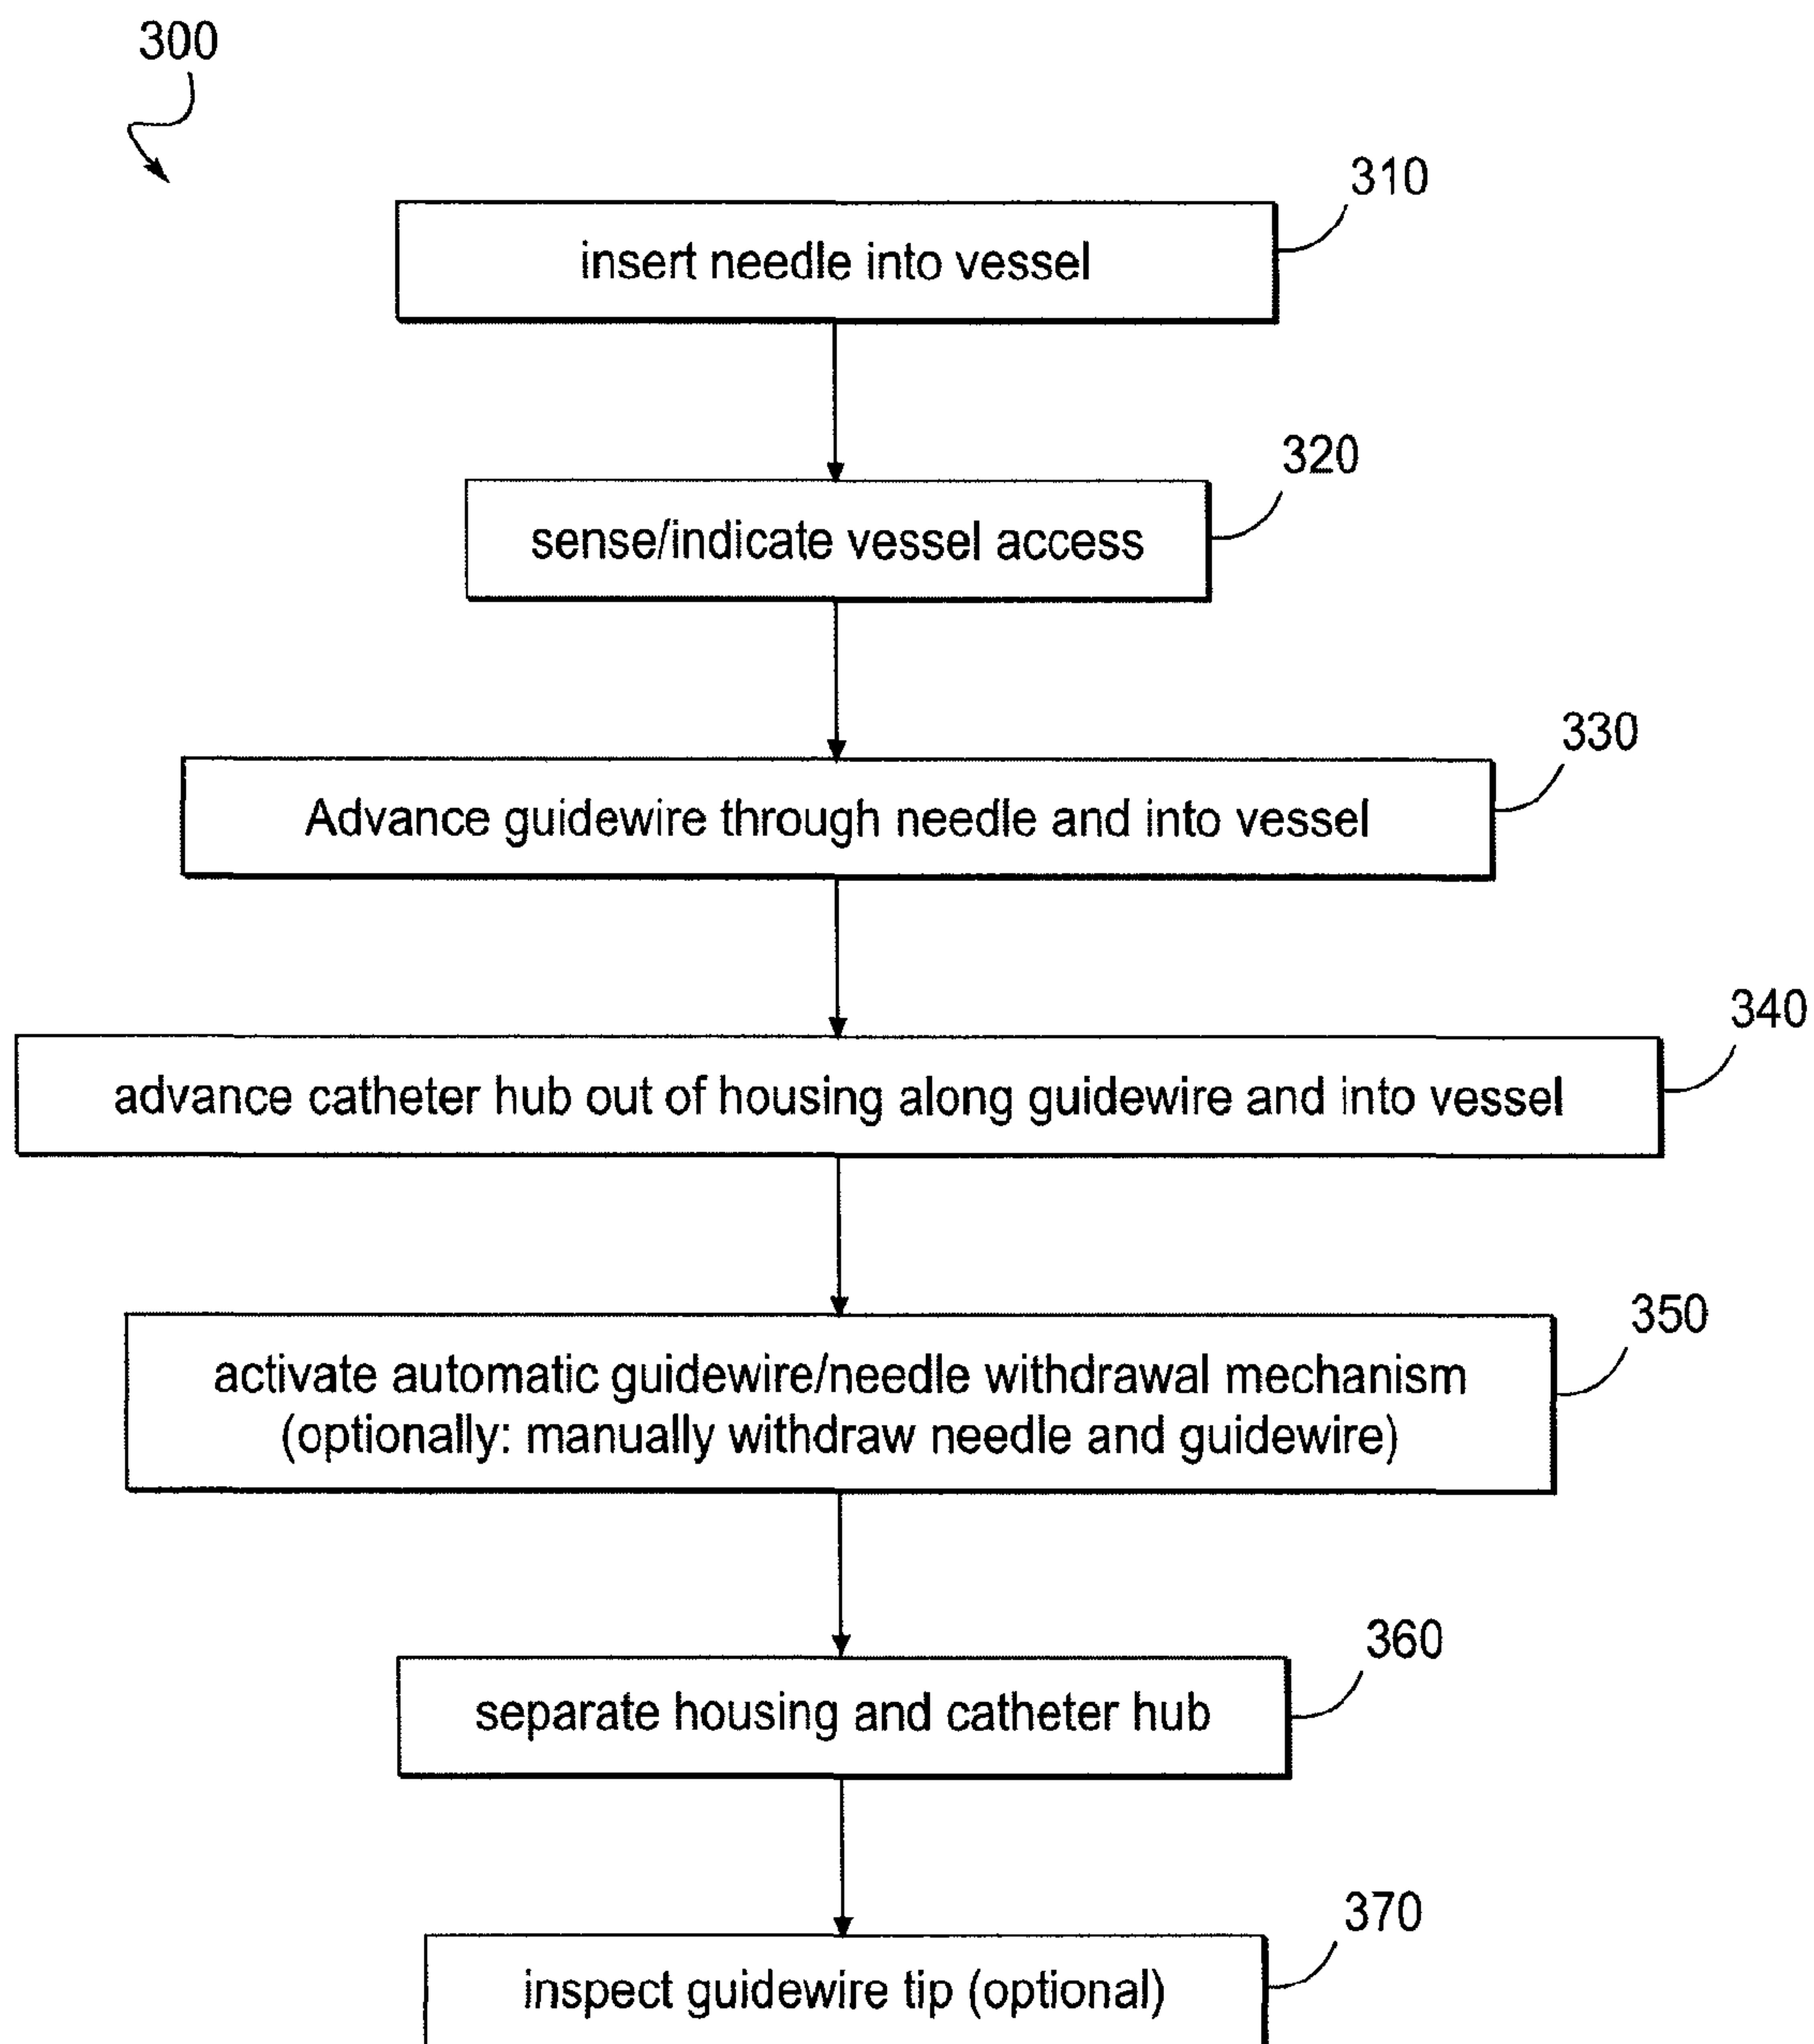 300
310
insert needle into vessel
320
sense/indicate vessel access
330
Advance guidewire through needle and into vessel
340
advance catheter hub out of housing along guidewire and into vessel
350
activate automatic guidewire/needle withdrawal mechanism
(optionally: manually withdraw needle and guidewire)
360
separate housing and catheter hub
370
inspect guidewire tip (optional)